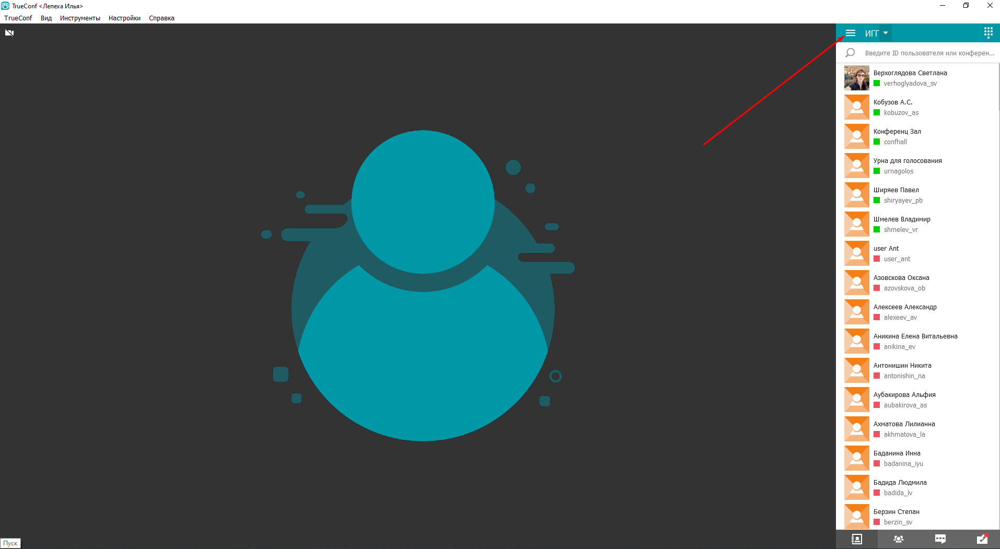 TrueConf <Лепеха Илья>
TrueConf Вид Инструменты Настройки Справка
ИГГ
Введите ID пользователя или конферен...
Верхоглядова Светлана
verhoglyadova_sv
Кобузов А.С.
kobuzov_as
Конференц Зал
confhall
Урна для голосования
urnagolos
Ширяев Павел
shiryayev_pb
Шмелев Владимир
shmelev_vr
user Ant
user_ant
Азовскова Оксана
azovskova_ob
Алексеев Александр
alexeev_av
Аникина Елена Витальевна
anikina_ev
Антонишин Никита
antonishin_na
Аубакирова Альфия
aubakirova_as
Ахматова Лилианна
akhmatova_la
Баданина Инна
badanina_iyu
Бадида Людмила
badida_lv
Берзин Степан
berzin_sv
Пуск